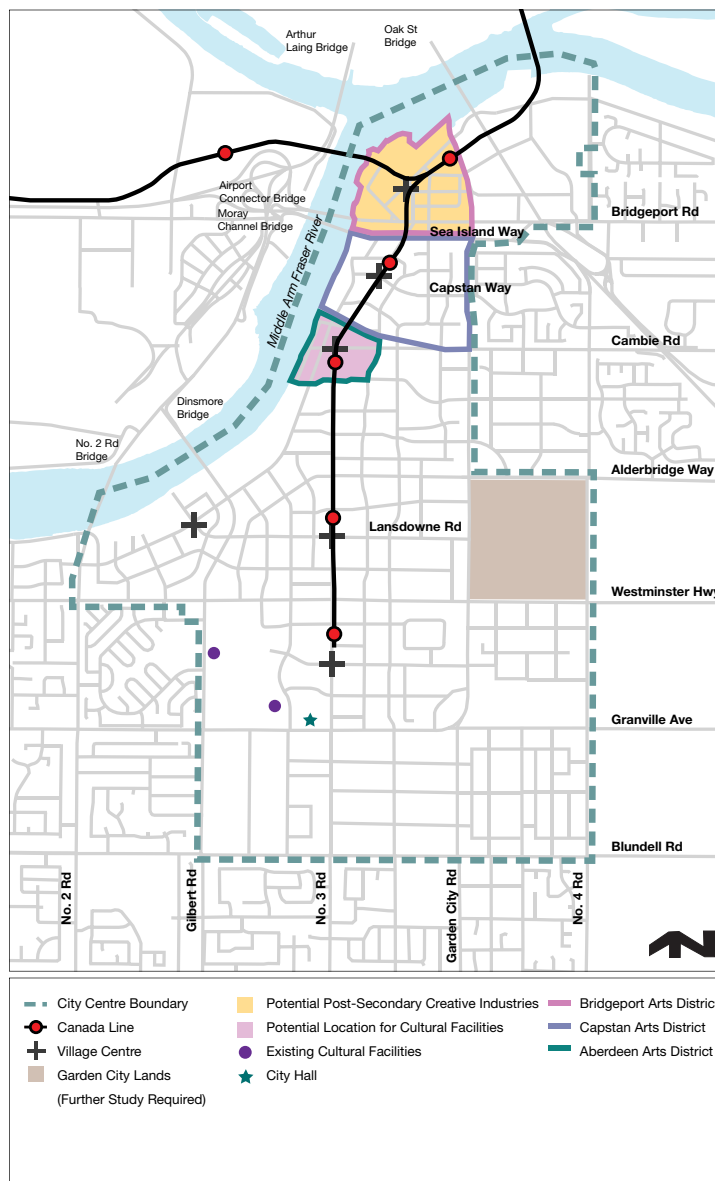 Arthur
Laing Bridge
Oak St
Bridge
Airport
Connector Bridge
Moray
Channel Bridge
Bridgeport Rd
Sea Island Way
Middle Arm Fraser River
Capstan Way
Cambie Rd
Dinsmore
Bridge
No. 2 Rd
Bridge
Alderbridge Way
Lansdowne Rd
Westminster Hwy
Granville Ave
Blundell Rd
No. 2 Rd
Gilbert Rd
No. 3 Rd
Garden City Rd
No. 4 Rd
N
City Centre Boundary
Canada Line
Village Centre
Garden City Lands
(Further Study Required)
Potential Post-Secondary Creative Industries
Potential Location for Cultural Facilities
Existing Cultural Facilities
City Hall
Bridgeport Arts District
Capstan Arts District
Aberdeen Arts District